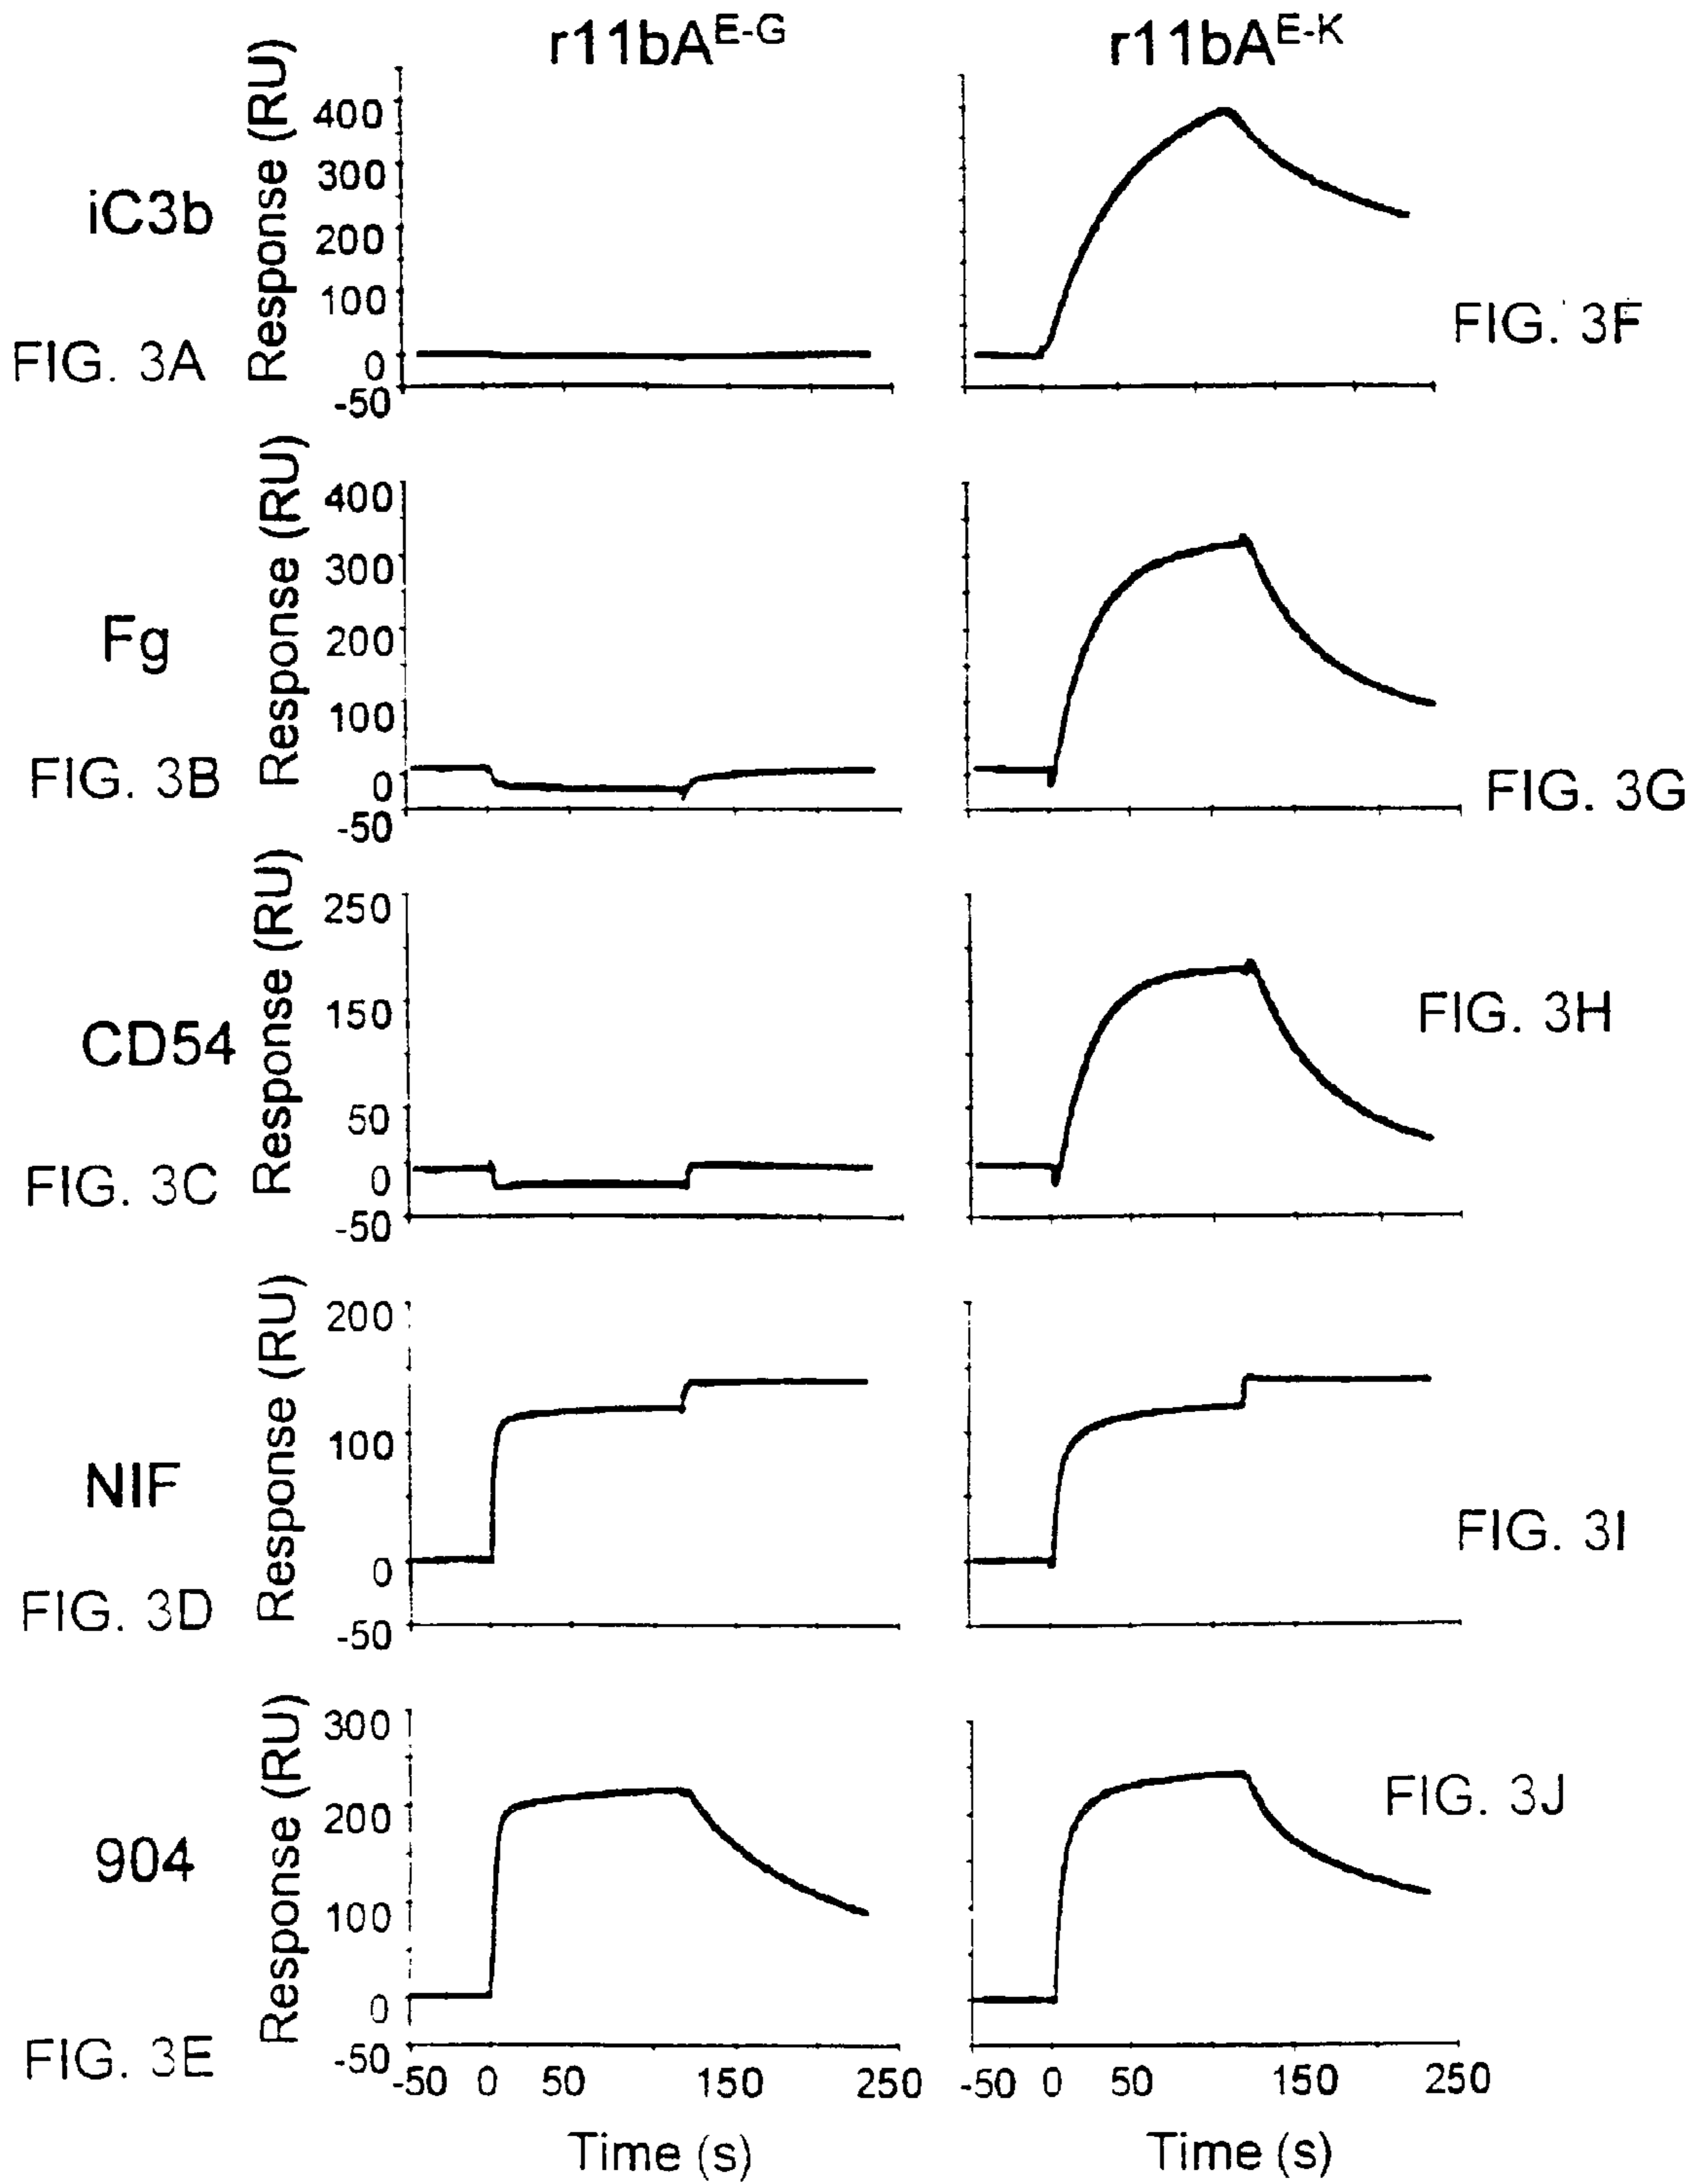 r11bA^E-G r11bA^E-K
iC3b
FIG. 3A
Response (RU)
400
300
200
100
0
-50
FIG. 3F
Fg
FIG. 3B
Response (RU)
400
300
200
100
0
-50
FIG. 3G
CD54
FIG. 3C
Response (RU)
250
150
50
0
-50
FIG. 3H
NIF
FIG. 3D
Response (RU)
200
100
0
-50
FIG. 3I
904
FIG. 3E
Response (RU)
300
200
100
0
-50
FIG. 3J
-50 0 50 150 250 -50 0 50 150 250
Time (s) Time (s)